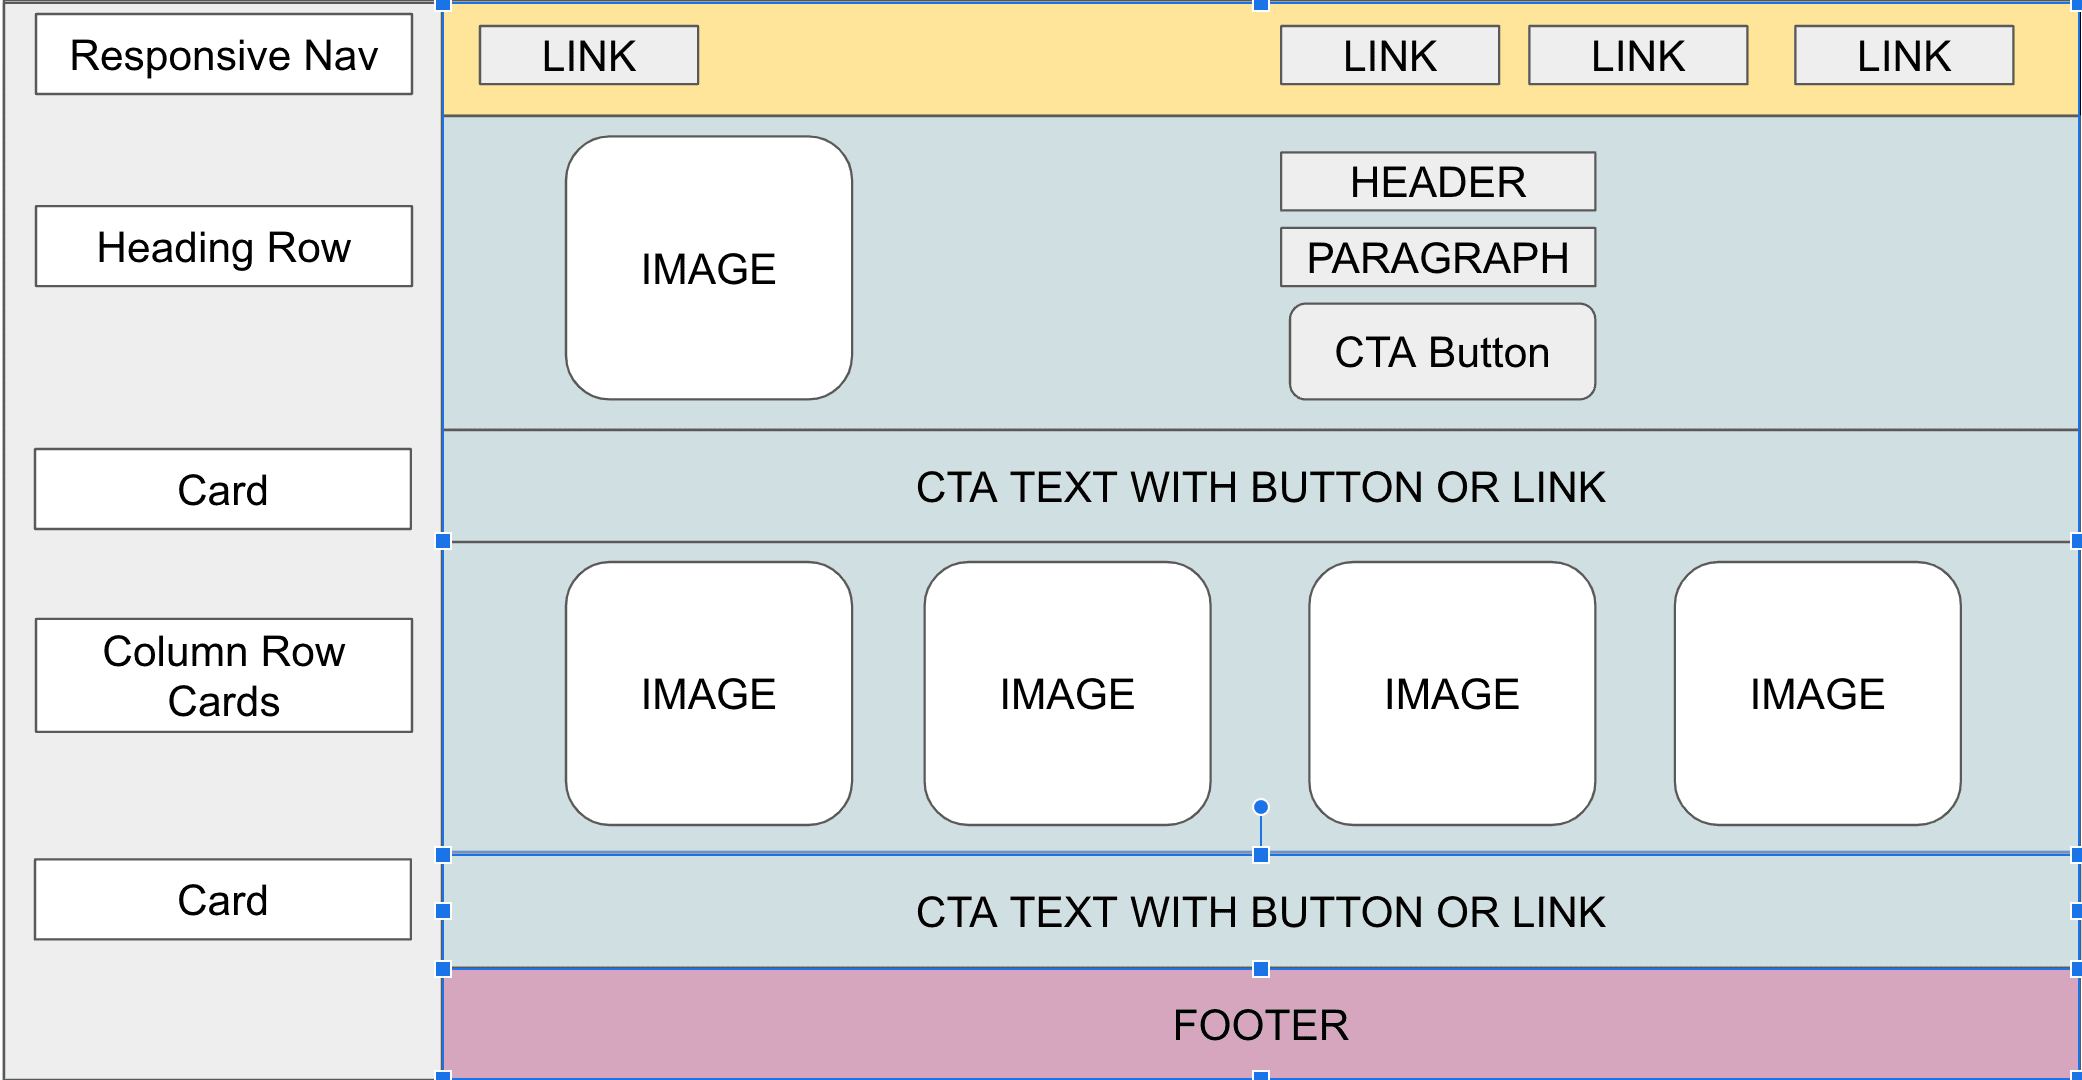 Responsive Nav
LINK
LINK
LINK
LINK
Heading Row
IMAGE
HEADER
PARAGRAPH
CTA Button
Card
CTA TEXT WITH BUTTON OR LINK
Column Row
Cards
IMAGE
IMAGE
IMAGE
IMAGE
Card
CTA TEXT WITH BUTTON OR LINK
FOOTER